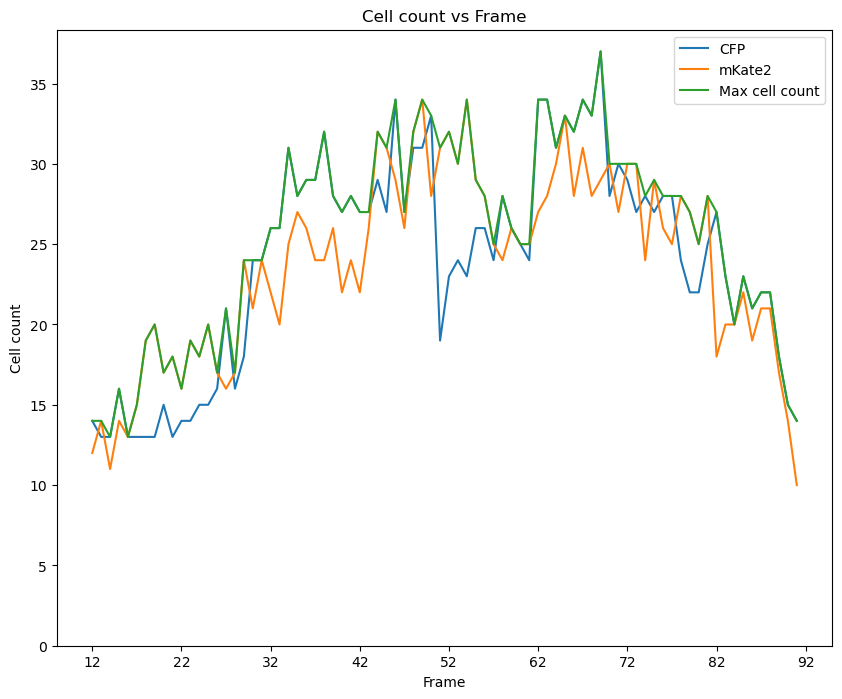 Cell count vs Frame
CFP
mKate2
Max cell count
Cell count
35
30
25
20
15
10
5
0
12 22 32 42 52 62 72 82 92
Frame